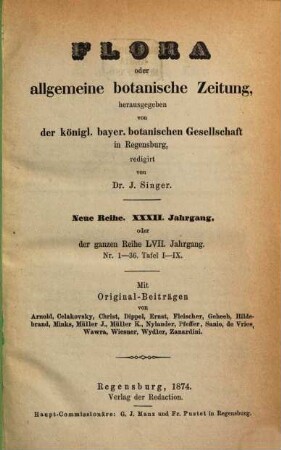 FLORA
oder
allgemeine botanische Zeitung,
herausgegeben
von
der königl. bayer. botanischen Gesellschaft
in Regensburg,
redigirt
von
Dr. J. Singer.
Neue Reihe. XXXII. Jahrgang,
oder
der ganzen Reihe LVII. Jahrgang.
Nr. 1—36. Tafel I—IX.
Mit
Original-Beiträgen
von
Arnold, Celakovsky, Christ, Dippel, Ernst, Fleischer, Geheeb, Hilde-
brand, Minks, Müller J., Müller K., Nylander, Pfeffer, Sanio, de Vries,
Wawra, Wiesner, Wydler, Zanardini.
Regensburg, 1874.
Verlag der Redaction.
Haupt-Commissionäre: G. J. Manz und Fr. Pustet in Regensburg.